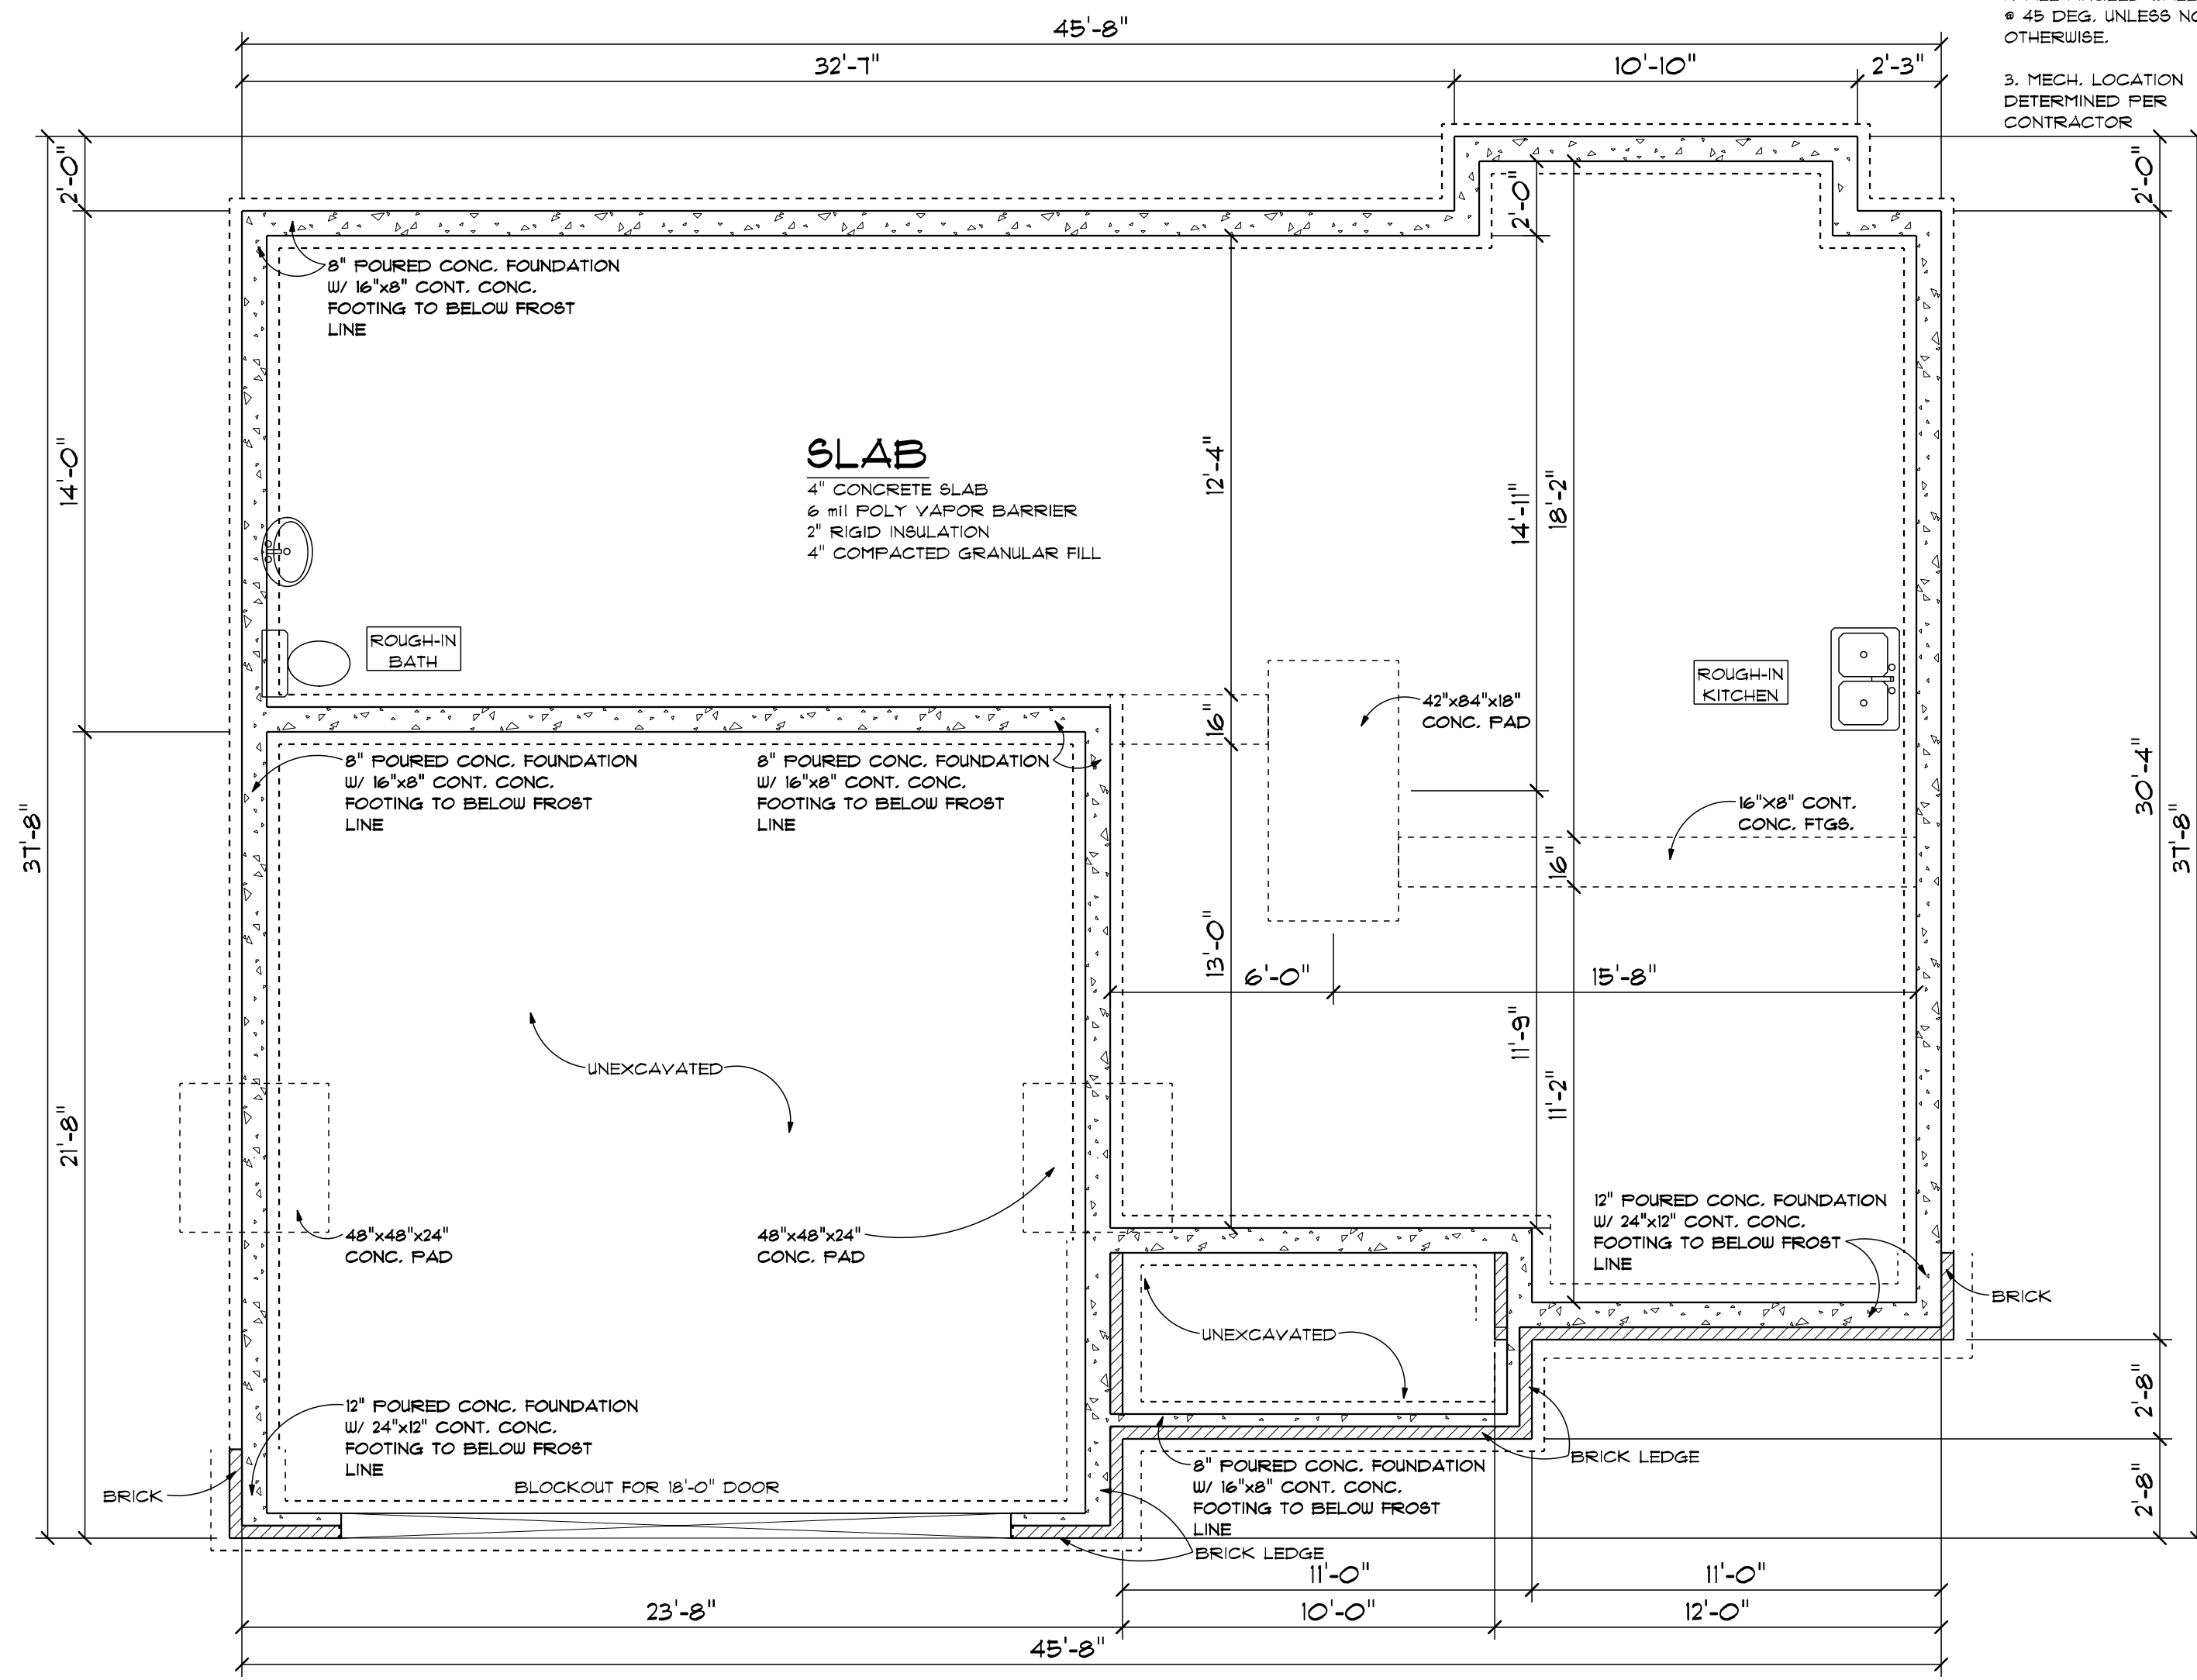 45'-8"
32'-7"
10'-10"
2'-3"
@ 45 DEG. UNLESS
OTHERWISE.
3. MECH. LOCATION
DETERMINED PER
CONTRACTOR
2'-0"
2'-0"
2'-0"
8" POURED CONC. FOUNDATION
W/ 16"x8" CONT. CONC.
FOOTING TO BELOW FROST
LINE
14'-0"
SLAB
4" CONCRETE SLAB
6 mil POLY VAPOR BARRIER
2" RIGID INSULATION
4" COMPACTED GRANULAR FILL
12'-4"
14'-11"
18'-2"
ROUGH-IN
BATH
ROUGH-IN
KITCHEN
42"x84"x18"
CONC. PAD
16"
8" POURED CONC. FOUNDATION
W/ 16"x8" CONT. CONC.
FOOTING TO BELOW FROST
LINE
8" POURED CONC. FOUNDATION
W/ 16"x8" CONT. CONC.
FOOTING TO BELOW FROST
LINE
16"X8" CONT.
CONC. FTGS.
16"
37'-8"
30'-4"
37'-8"
13'-0"
6'-0"
15'-8"
11'-9"
11'-2"
UNEXCAVATED
21'-8"
48"x48"x24"
CONC. PAD
48"x48"x24"
CONC. PAD
12" POURED CONC. FOUNDATION
W/ 24"x12" CONT. CONC.
FOOTING TO BELOW FROST
LINE
BRICK
UNEXCAVATED
2'-8"
12" POURED CONC. FOUNDATION
W/ 24"x12" CONT. CONC.
FOOTING TO BELOW FROST
LINE
BRICK
BLOCKOUT FOR 18'-0" DOOR
BRICK LEDGE
8" POURED CONC. FOUNDATION
W/ 16"x8" CONT. CONC.
FOOTING TO BELOW FROST
LINE
2'-8"
BRICK LEDGE
11'-0"
11'-0"
23'-8"
10'-0"
12'-0"
45'-8"